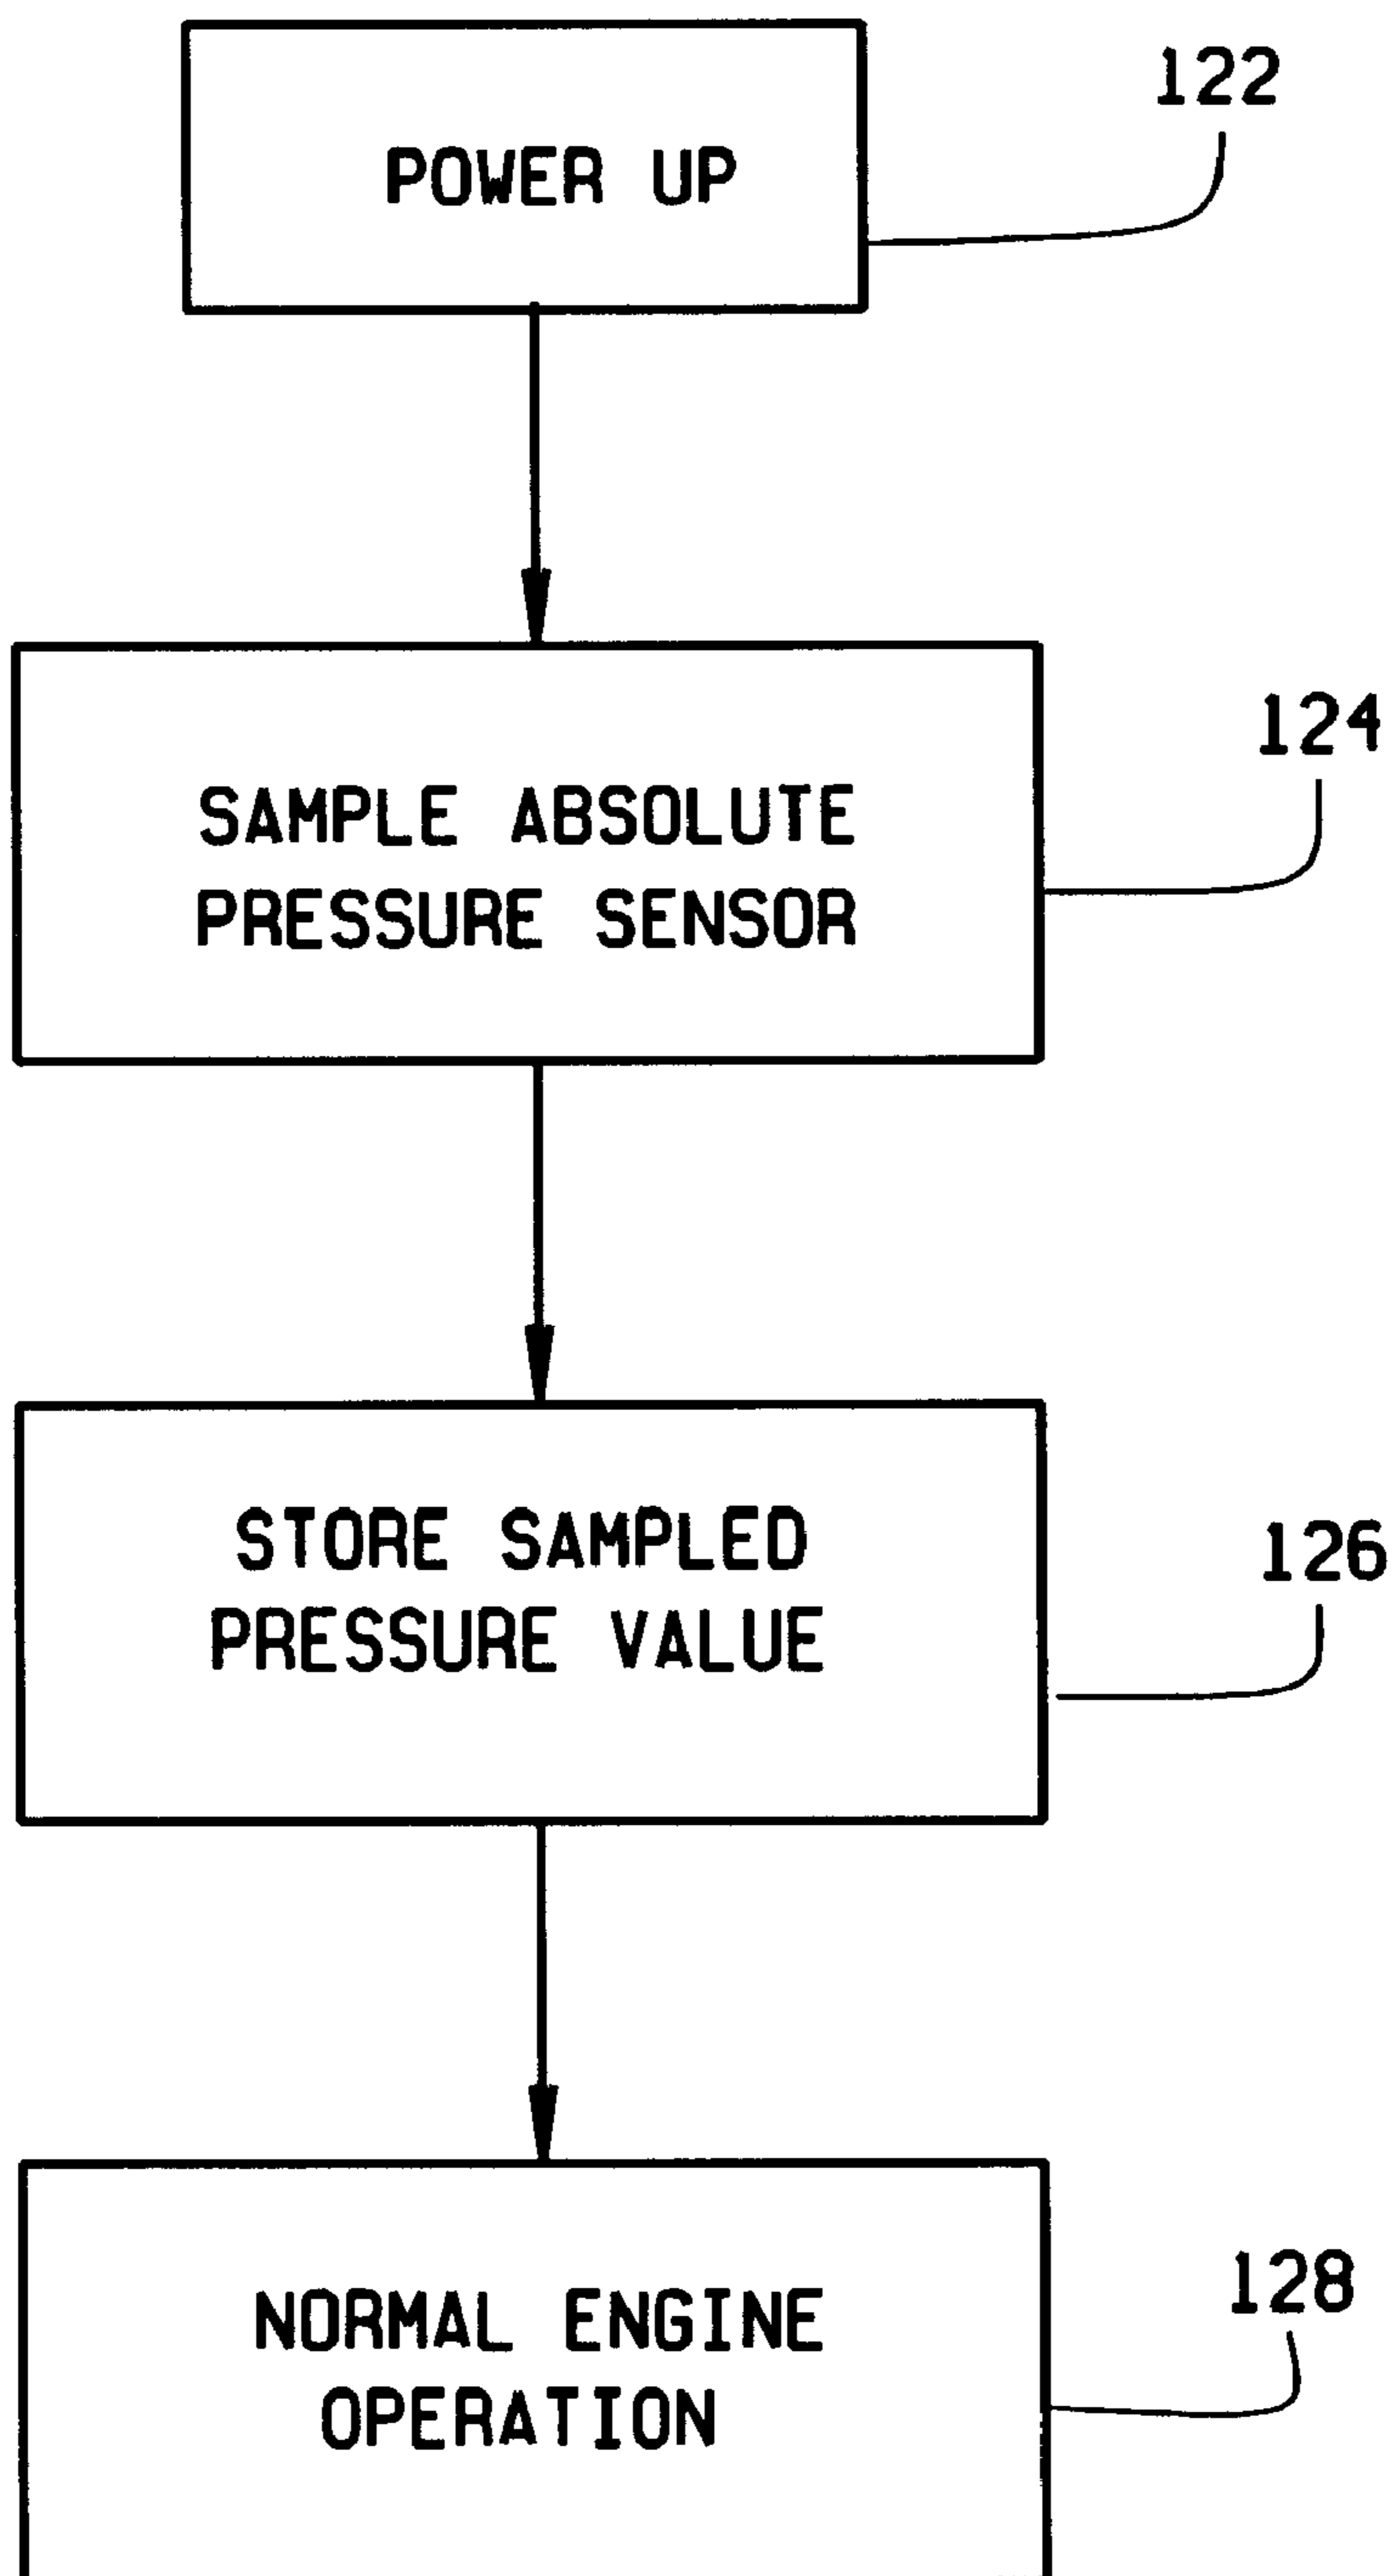 POWER UP
122
SAMPLE ABSOLUTE
PRESSURE SENSOR
124
STORE SAMPLED
PRESSURE VALUE
126
NORMAL ENGINE
OPERATION
128